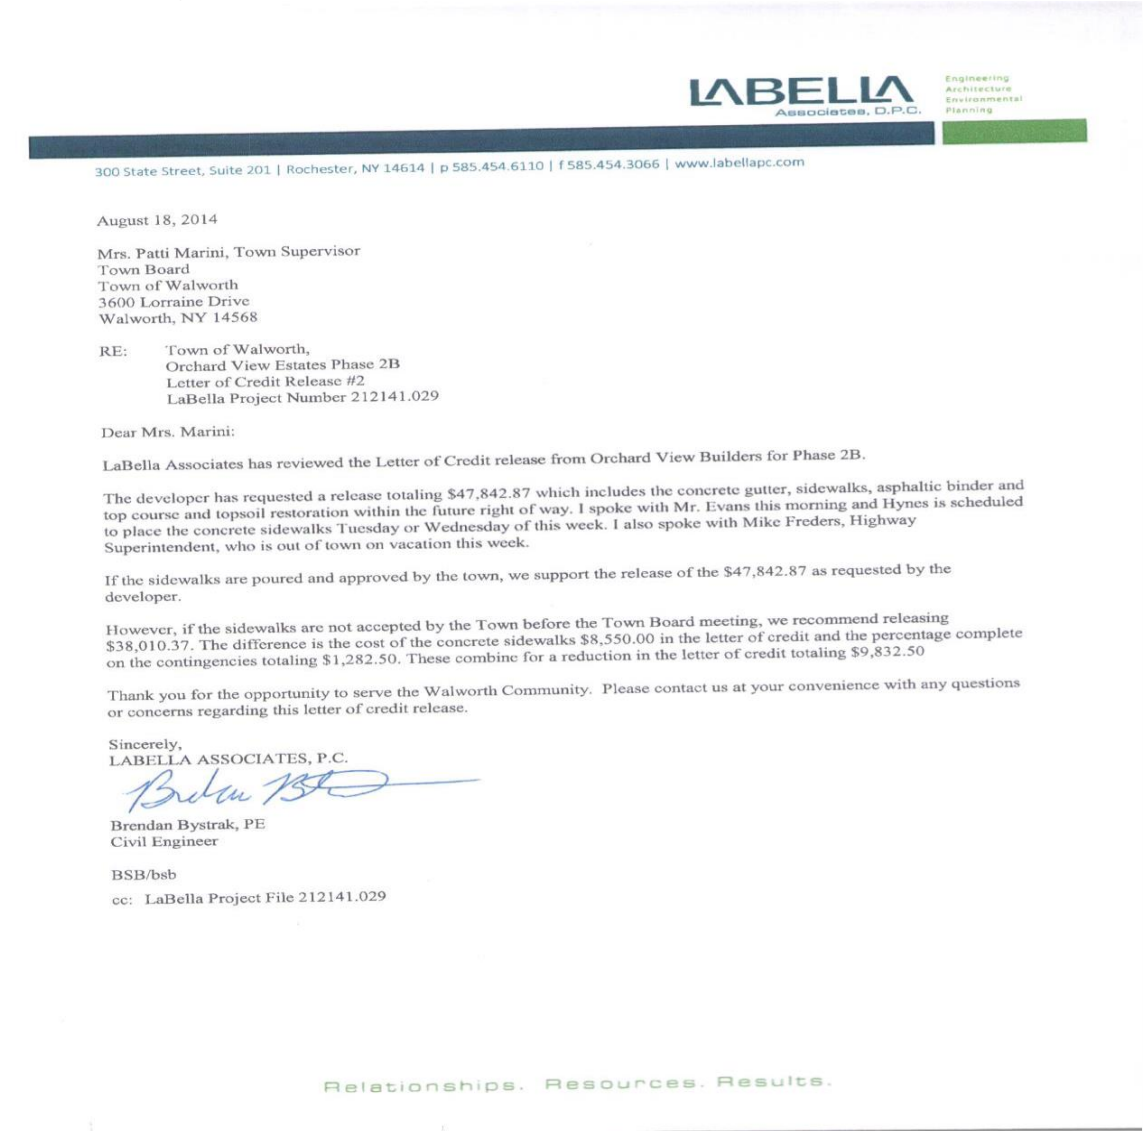 LABELLA
Associates, D.P.C.
Engineering
Architecture
Environmental
Planning
300 State Street, Suite 201 | Rochester, NY 14614 | p 585.454.6110 | f 585.454.3066 | www.labellapc.com
August 18, 2014
Mrs. Patti Marini, Town Supervisor
Town Board
Town of Walworth
3600 Lorraine Drive
Walworth, NY 14568
RE: Town of Walworth,
Orchard View Estates Phase 2B
Letter of Credit Release #2
LaBella Project Number 212141.029
Dear Mrs. Marini:
LaBella Associates has reviewed the Letter of Credit release from Orchard View Builders for Phase 2B.
The developer has requested a release totaling $47,842.87 which includes the concrete gutter, sidewalks, asphaltic binder and
top course and topsoil restoration within the future right of way. I spoke with Mr. Evans this morning and Hynes is scheduled
to place the concrete sidewalks Tuesday or Wednesday of this week. I also spoke with Mike Freders, Highway
Superintendent, who is out of town on vacation this week.
If the sidewalks are poured and approved by the town, we support the release of the $47,842.87 as requested by the
developer.
However, if the sidewalks are not accepted by the Town before the Town Board meeting, we recommend releasing
$38,010.37. The difference is the cost of the concrete sidewalks $8,550.00 in the letter of credit and the percentage complete
on the contingencies totaling $1,282.50. These combine for a reduction in the letter of credit totaling $9,832.50
Thank you for the opportunity to serve the Walworth Community. Please contact us at your convenience with any questions
or concerns regarding this letter of credit release.
Sincerely,
LABELLA ASSOCIATES, P.C.
Brendan Bystrak, PE
Civil Engineer
BSB/bsb
cc: LaBella Project File 212141.029
Relationships. Resources. Results.